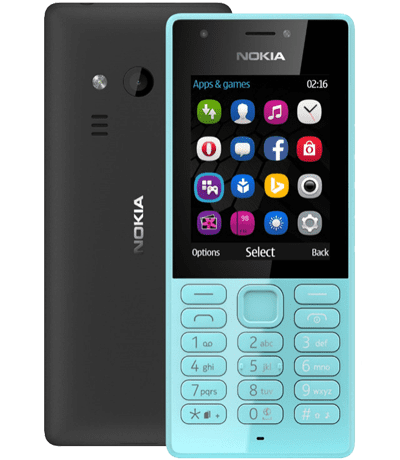 NOKIA
NOKIA
Apps & games 02:16
98
Options Select Back
1 2 abc 3 def
4 ghi 5 jkl 6 mno
7 pqrs 8 tuv 9 wxyz
* + 0 #